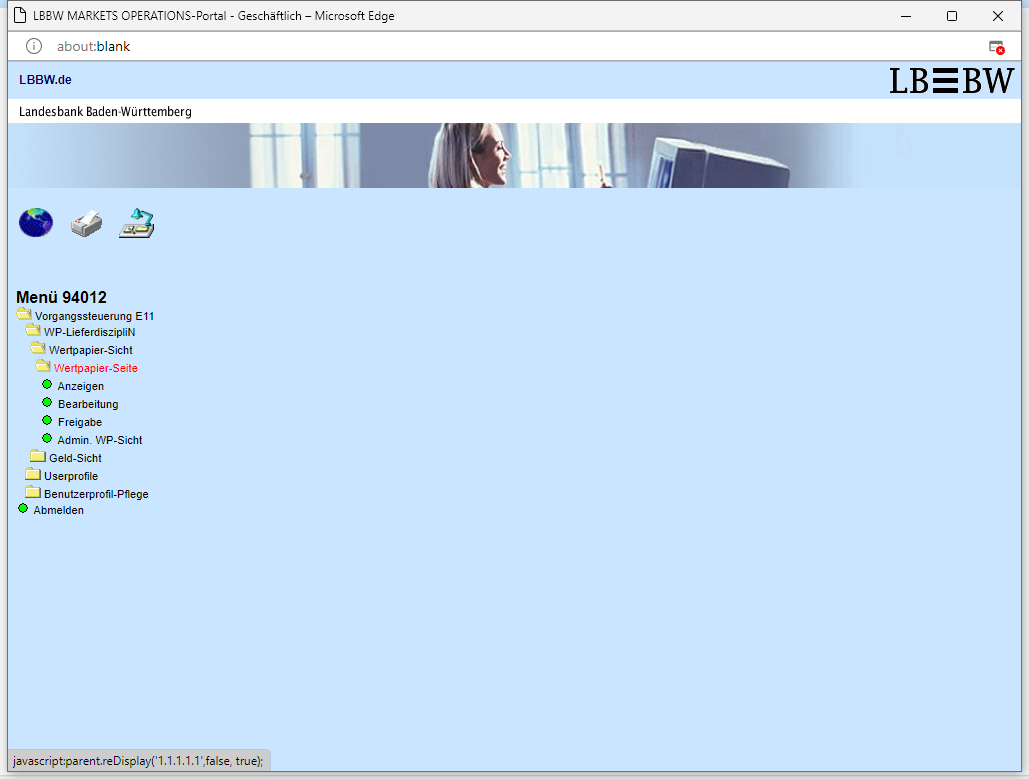 LBBW MARKETS OPERATIONS-Portal - Geschäftlich – Microsoft Edge
about:blank
LBBW.de
LBBW
Landesbank Baden-Württemberg
Menü 94012
Vorgangssteuerung E11
WP-LieferdiszipliN
Wertpapier-Sicht
Wertpapier-Seite
Anzeigen
Bearbeitung
Freigabe
Admin. WP-Sicht
Geld-Sicht
Userprofile
Benutzerprofil-Pflege
Abmelden
javascript:parent.reDisplay('1.1.1.1.1',false, true);